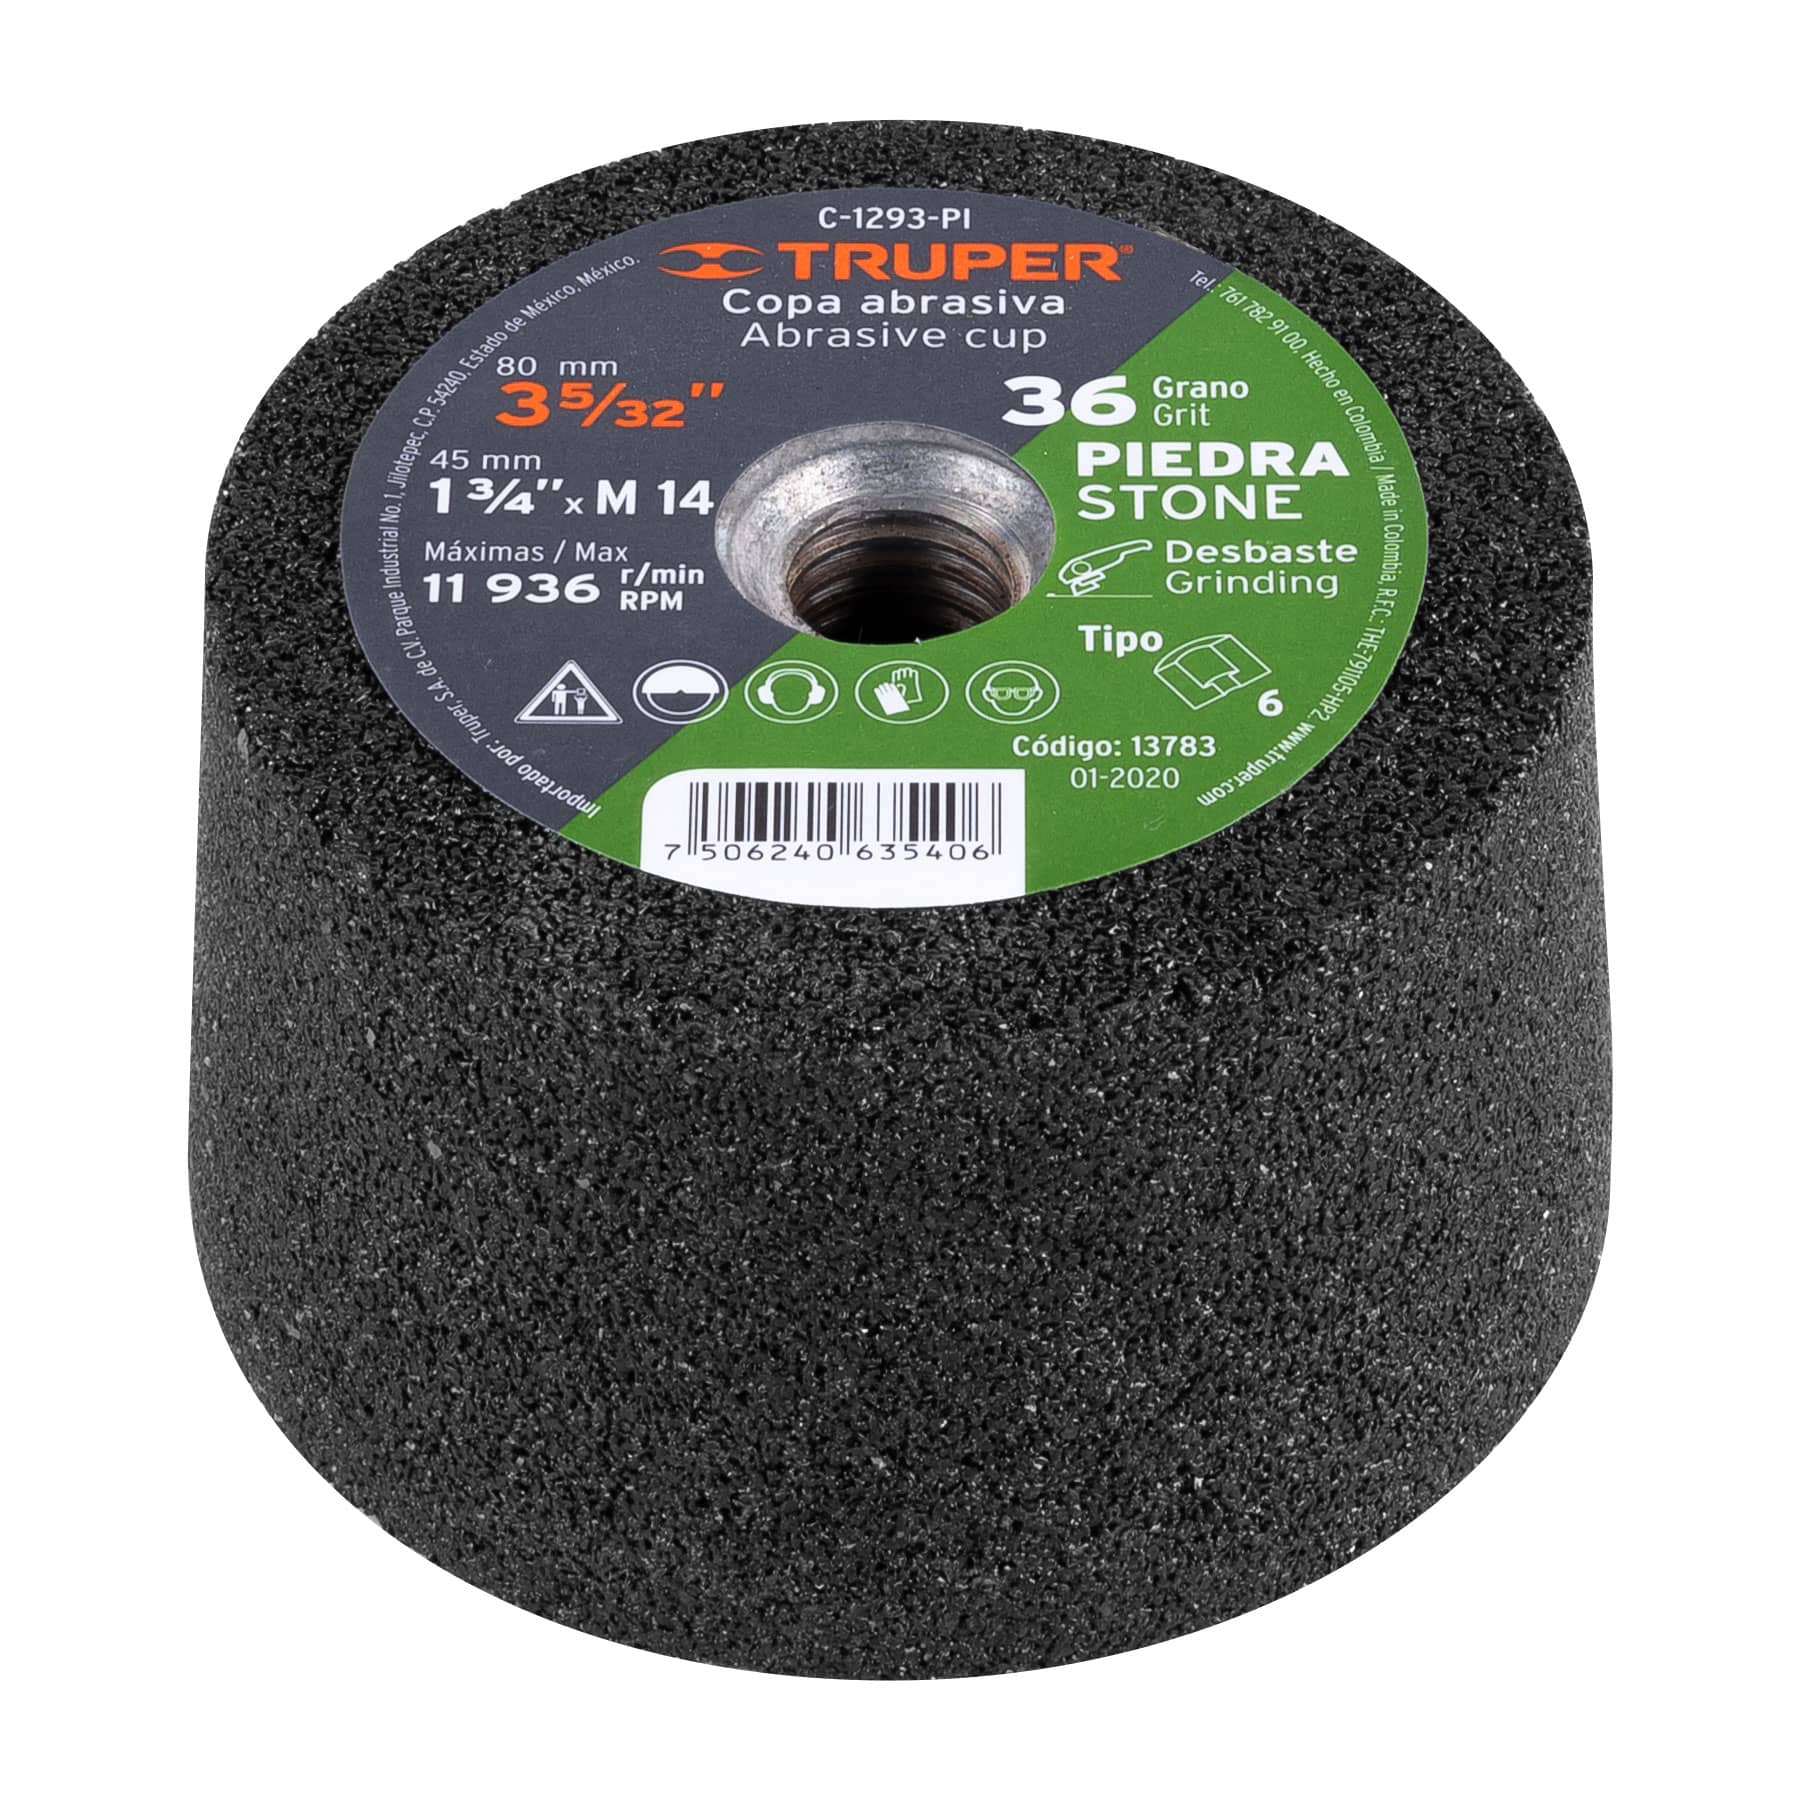 C-1293-PI
TRUPER®
Copa abrasiva
Abrasive cup
80 mm
3 5/32"
45 mm
1 3/4" x M 14
Máximas / Max
11 936 r/min RPM
36 Grano Grit
PIEDRA
STONE
Desbaste
Grinding
Tipo
6
Código: 13783
01-2020
7 506240 635406
Importado por: Truper, S.A. de C.V. Parque Industrial No. 1, Jilotepec, C.P. 54240, Estado de México, México.
Tel.: 761 782 91 00, Hecho en Colombia / Made in Colombia, R.F.C.: THE-791105-HP2, www.truper.com